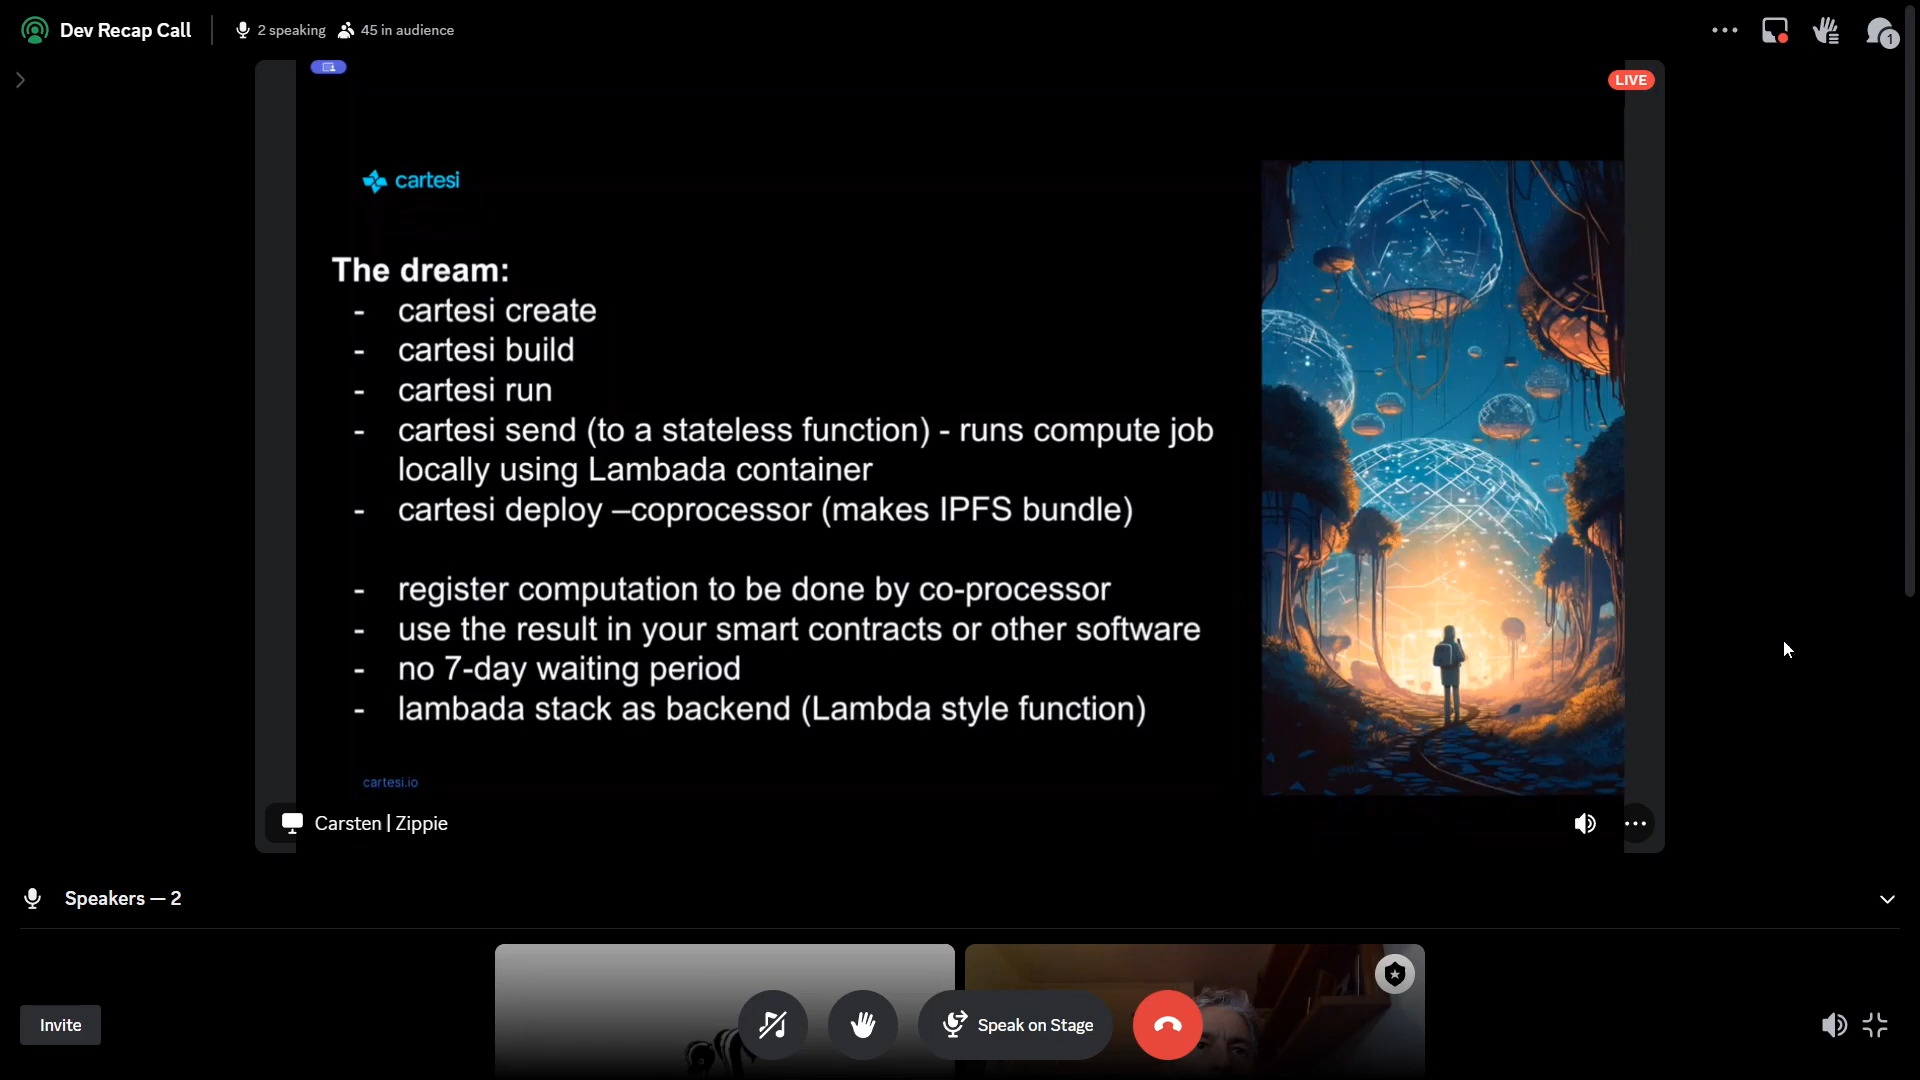 Dev Recap Call
2 speaking
45 in audience
1
LIVE
cartesi
The dream:
- cartesi create
- cartesi build
- cartesi run
- cartesi send (to a stateless function) - runs compute job
locally using Lambada container
- cartesi deploy –coprocessor (makes IPFS bundle)
- register computation to be done by co-processor
- use the result in your smart contracts or other software
- no 7-day waiting period
- lambada stack as backend (Lambda style function)
cartesi.io
Carsten | Zippie
Speakers — 2
Invite
Speak on Stage